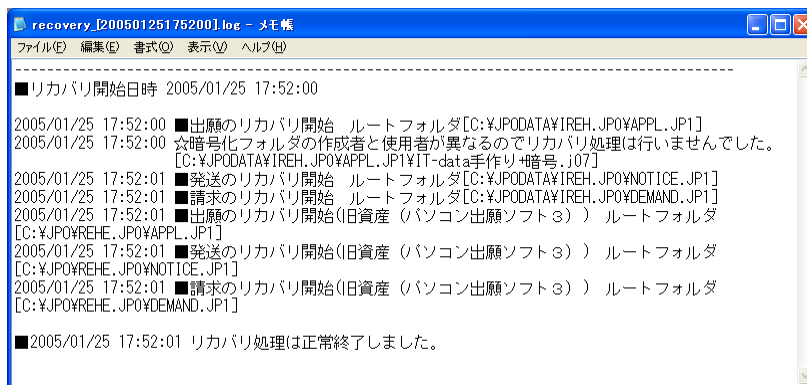 recovery_[20050125175200].log - メモ帳
ファイル(F) 編集(E) 書式(O) 表示(V) ヘルプ(H)
--------------------------------------------------------------------------------
■リカバリ開始日時 2005/01/25 17:52:00
2005/01/25 17:52:00 ■出願のリカバリ開始 ルートフォルダ[C:¥JPODATA¥IREH.JP0¥APPL.JP1]
2005/01/25 17:52:00 ☆暗号化フォルダの作成者と使用者が異なるのでリカバリ処理は行いませんでした。
[C:¥JPODATA¥IREH.JP0¥APPL.JP1¥IT-data手作り+暗号.j07]
2005/01/25 17:52:01 ■発送のリカバリ開始 ルートフォルダ[C:¥JPODATA¥IREH.JP0¥NOTICE.JP1]
2005/01/25 17:52:01 ■請求のリカバリ開始 ルートフォルダ[C:¥JPODATA¥IREH.JP0¥DEMAND.JP1]
2005/01/25 17:52:01 ■出願のリカバリ開始(旧資産（パソコン出願ソフト３）） ルートフォルダ
[C:¥JPO¥REHE.JP0¥APPL.JP1]
2005/01/25 17:52:01 ■発送のリカバリ開始(旧資産（パソコン出願ソフト３）） ルートフォルダ
[C:¥JPO¥REHE.JP0¥NOTICE.JP1]
2005/01/25 17:52:01 ■請求のリカバリ開始(旧資産（パソコン出願ソフト３）） ルートフォルダ
[C:¥JPO¥REHE.JP0¥DEMAND.JP1]
■2005/01/25 17:52:01 リカバリ処理は正常終了しました。